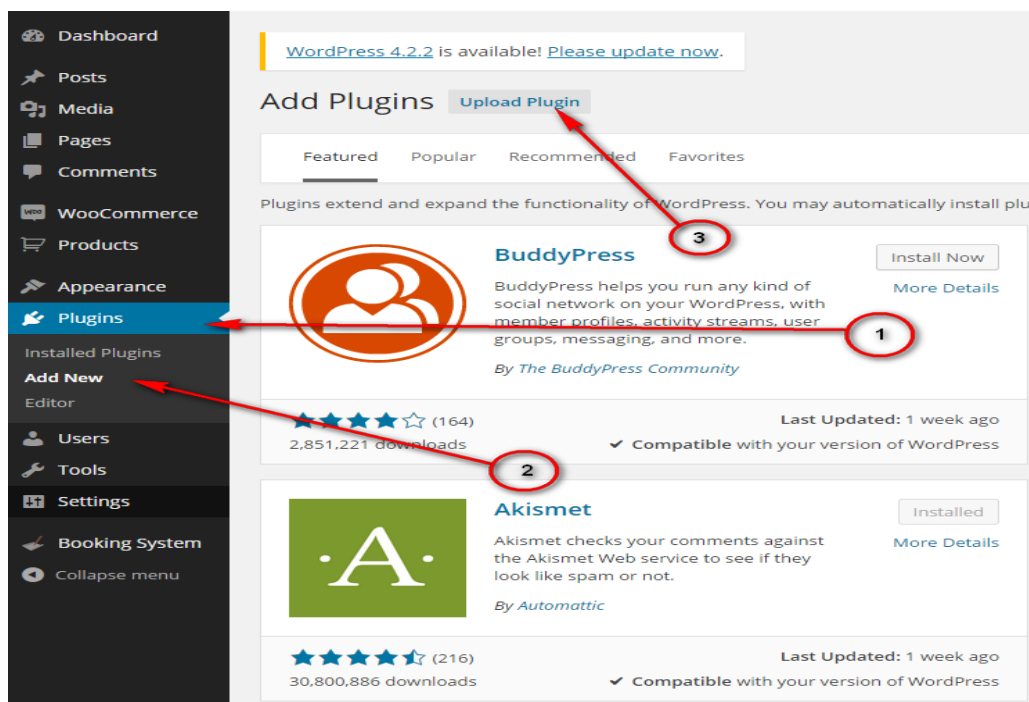 Dashboard
Posts
Media
Pages
Comments
WOO
WooCommerce
Products
Appearance
Plugins
Installed Plugins
Add New
Editor
Users
Tools
Settings
Booking System
Collapse menu
WordPress 4.2.2 is available! Please update now.
Add Plugins Upload Plugin
Featured Popular Recommended Favorites
Plugins extend and expand the functionality of WordPress. You may automatically install plu
3
BuddyPress
Install Now
BuddyPress helps you run any kind of
More Details
social network on your WordPress, with
member profiles, activity streams, user
groups, messaging, and more.
1
By The BuddyPress Community
(164)
Last Updated: 1 week ago
2,851,221 downloads
Compatible with your version of WordPress
2
Akismet
Installed
·A·
Akismet checks your comments against
More Details
the Akismet Web service to see if they
look like spam or not.
By Automattic
(216)
Last Updated: 1 week ago
30,800,886 downloads
Compatible with your version of WordPress